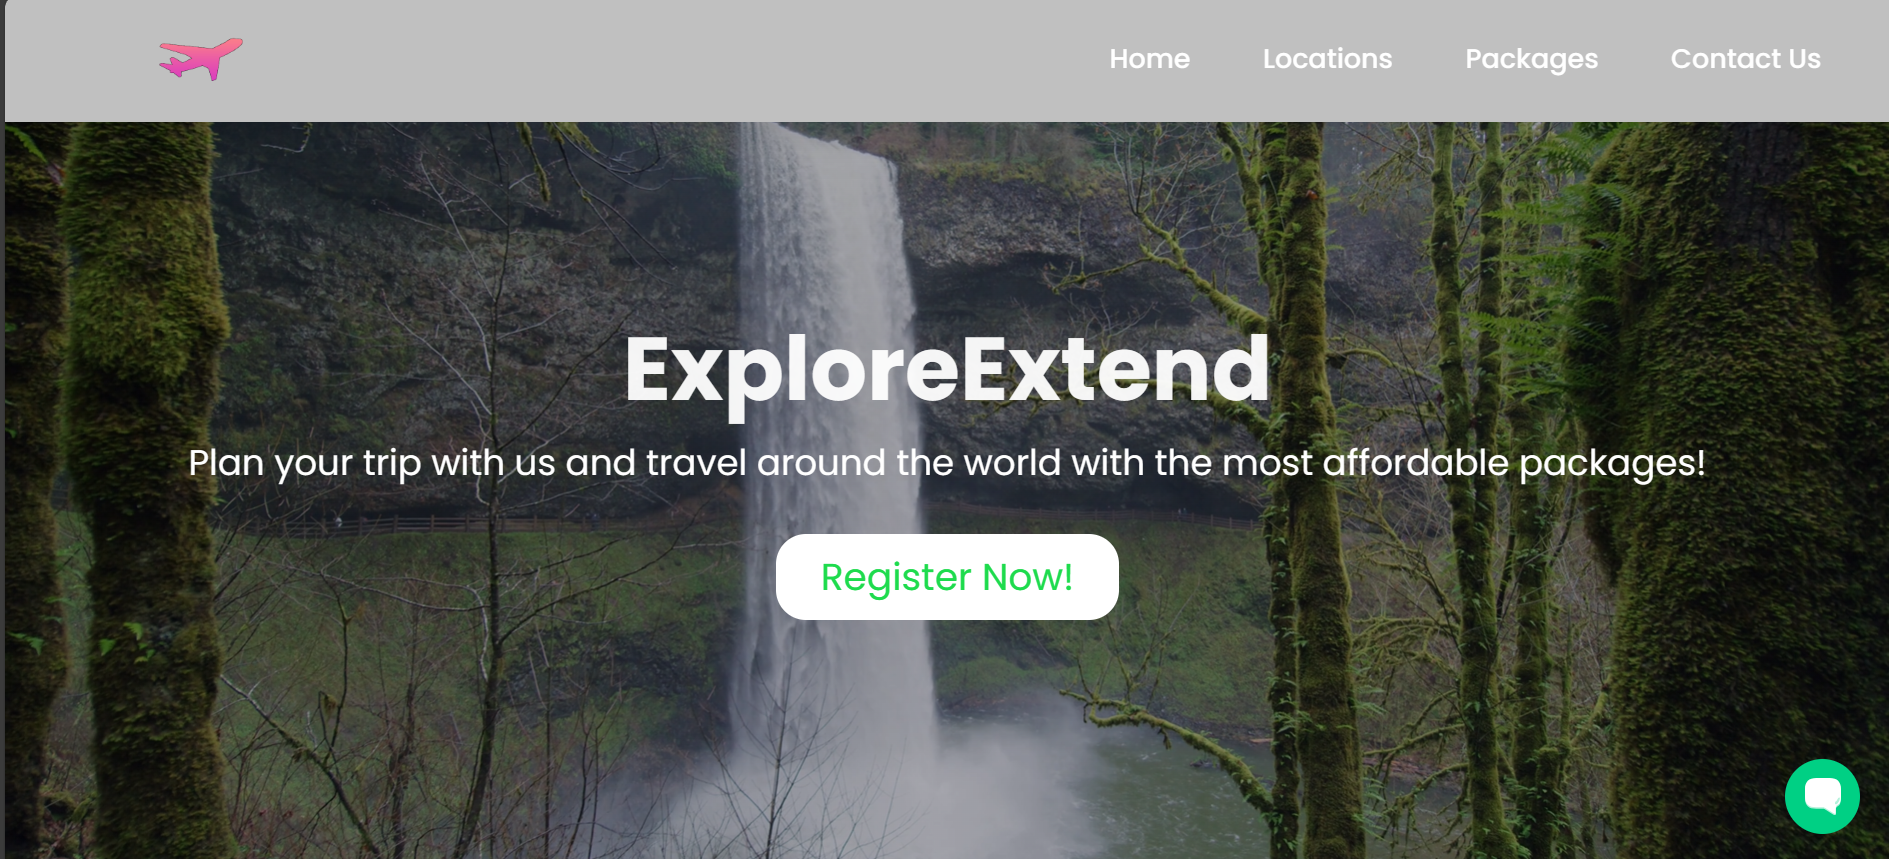 Home Locations Packages Contact Us
ExploreExtend
Plan your trip with us and travel around the world with the most affordable packages!
Register Now!